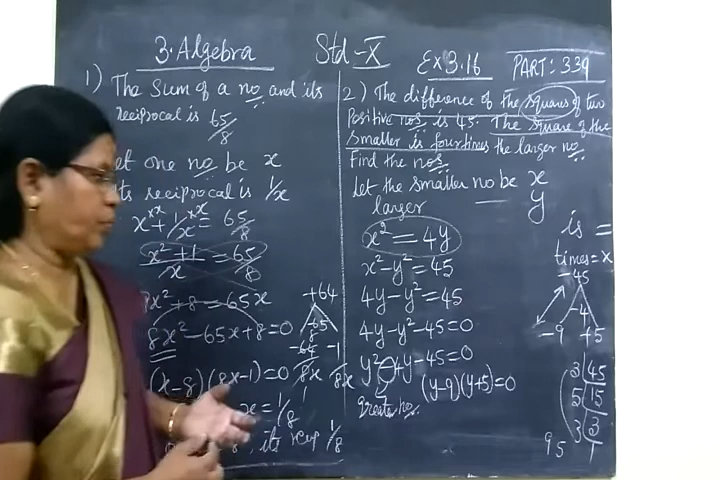 3. Algebra
Std - X
Ex 3.16
PART: 339
1) The Sum of a no. and its
reciprocal is 65/8
let one no be x
its reciprocal is 1/x
x + 1/x = 65/8
x² + 1 / x = 65/8
8x² + 8 = 65x
8x² - 65x + 8 = 0
(x - 8) (8x - 1) = 0
x = 1/8
its recip 1/8
+64
-65
8
-64 -1
8x 8x
2) The difference of the squares of two
Positive nos. is 45. The square of the
smaller is four times the larger no.
Find the nos.
Let the smaller no be x
larger y
x² = 4y
x² - y² = 45
4y - y² = 45
4y - y² - 45 = 0
y² - 4y - 45 = 0
(y - 9)(y + 5) = 0
greater no.
is =
times = x
-45
-4
-9 +5
3 | 45
5 | 15
3 | 3
1
9 5